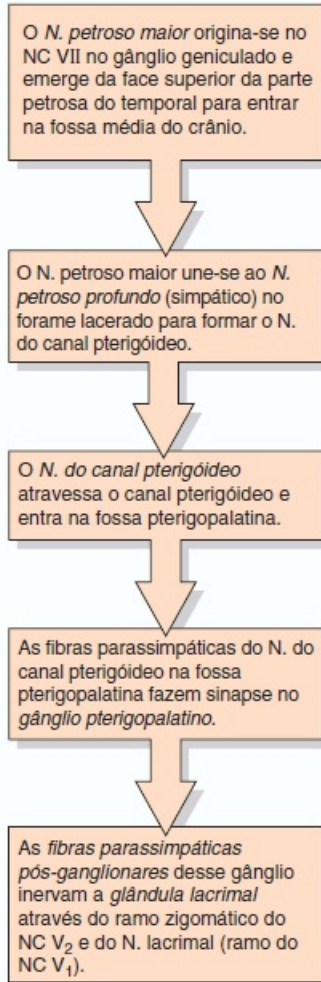 O N. petroso maior origina-se no
NC VII no gânglio geniculado e
emerge da face superior da parte
petrosa do temporal para entrar
na fossa média do crânio.
O N. petroso maior une-se ao N.
petroso profundo (simpático) no
forame lacerado para formar o N.
do canal pterigóideo.
O N. do canal pterigóideo
atravessa o canal pterigóideo e
entra na fossa pterigopalatina.
As fibras parassimpáticas do N. do
canal pterigóideo na fossa
pterigopalatina fazem sinapse no
gânglio pterigopalatino.
As fibras parassimpáticas
pós-ganglionares desse gânglio
inervam a glândula lacrimal
através do ramo zigomático do
NC V₂ e do N. lacrimal (ramo do
NC V₁).